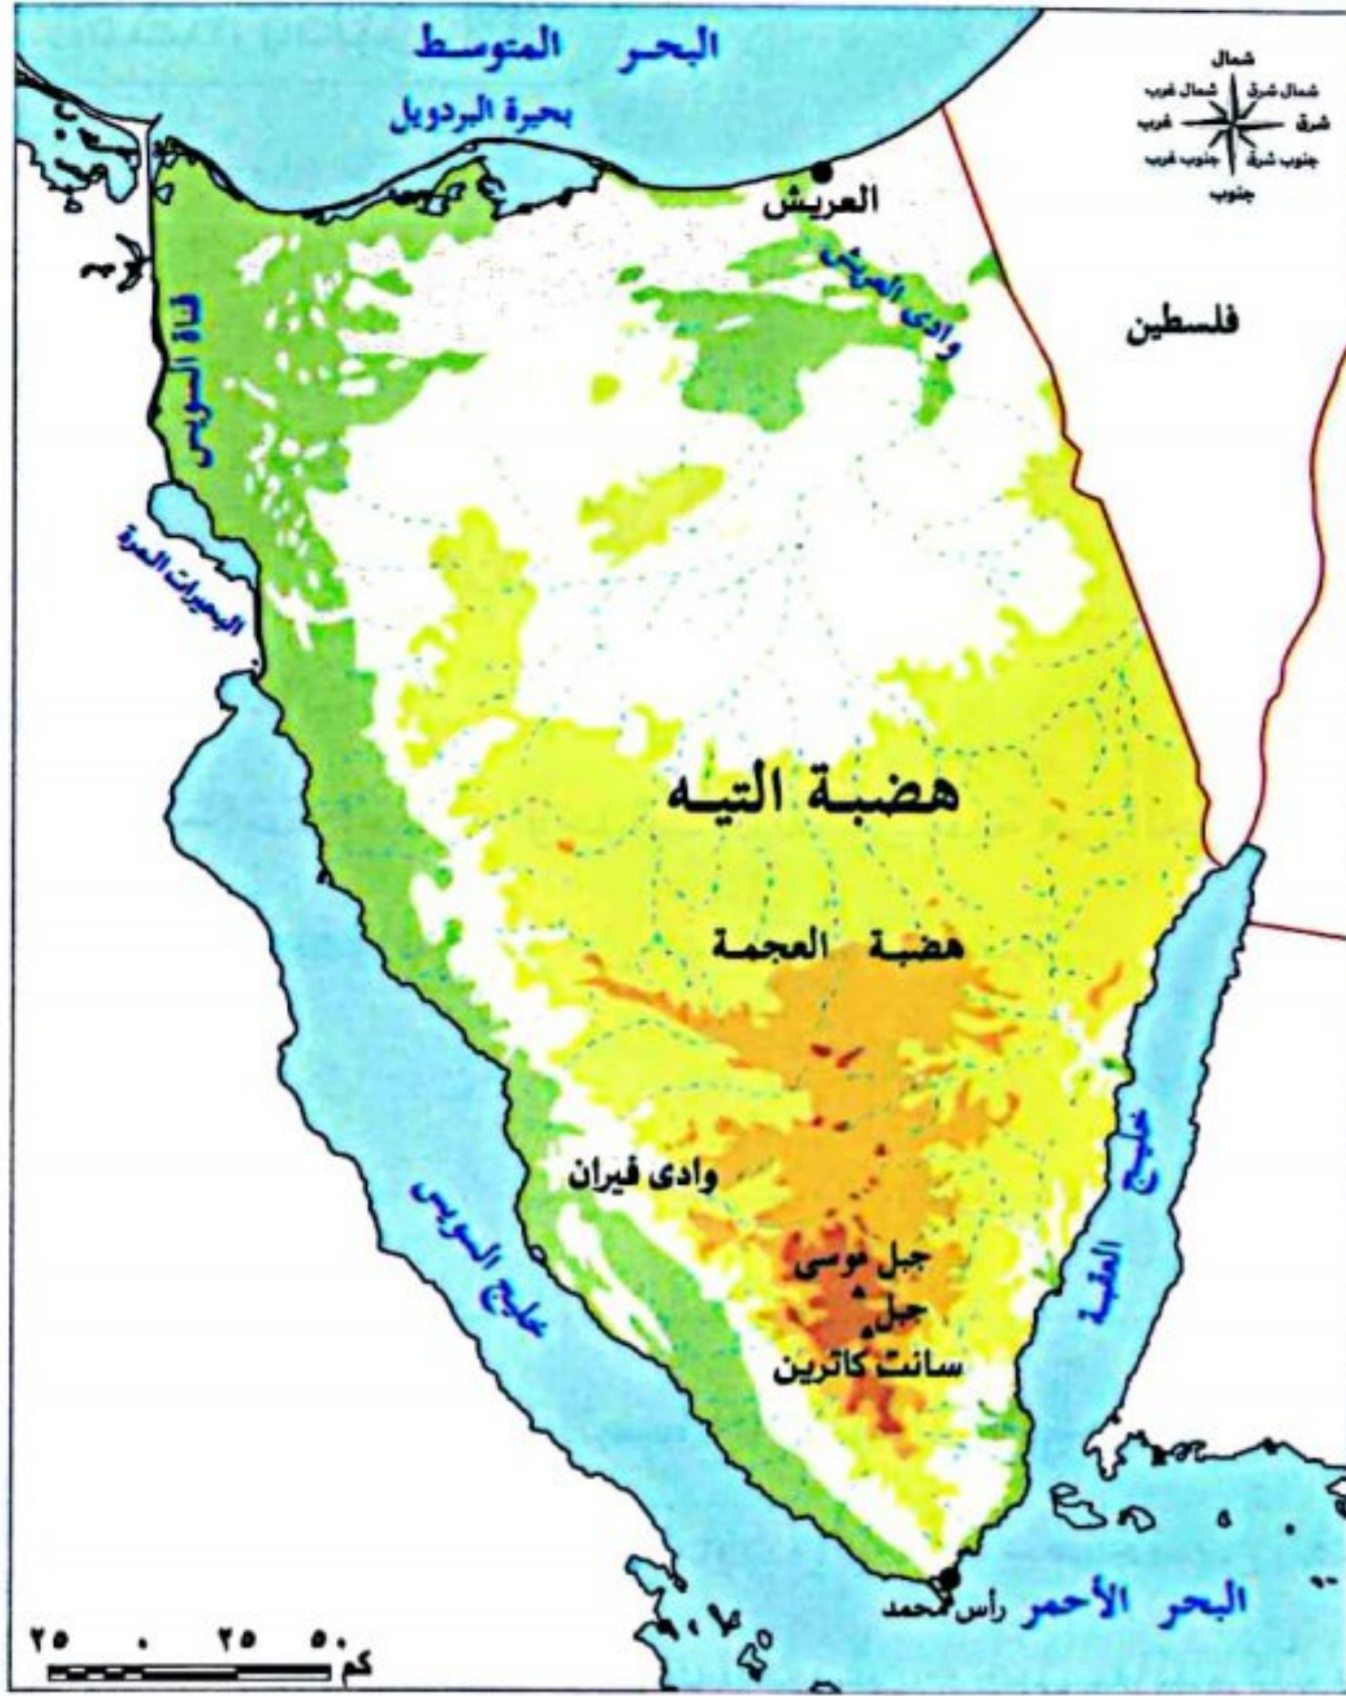 البحر المتوسط
بحيرة البردويل
شمال
شمال غرب
شمال شرق
غرب
شرق
جنوب غرب
جنوب شرق
جنوب
العريش
وادى العريش
فلسطين
قناة السويس
البحيرات المرة
هضبة التيه
هضبة العجمة
وادى فيران
خليج السويس
خليج
العقبة
جبل موسى
جبل
سانت كاترين
رأس محمد
البحر الأحمر
٢٥ ٠ ٢٥ ٥٠ كم